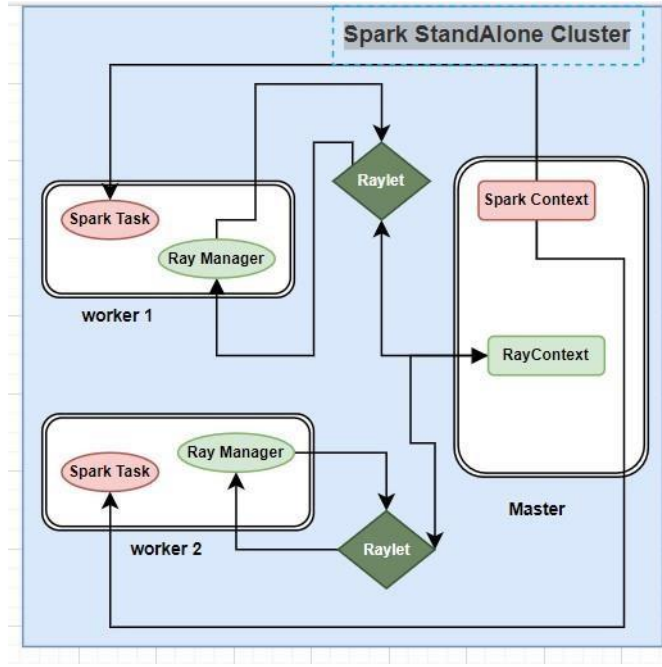 Spark StandAlone Cluster
Raylet
Spark Context
Spark Task
Ray Manager
worker 1
RayContext
Ray Manager
Spark Task
Master
worker 2
Raylet